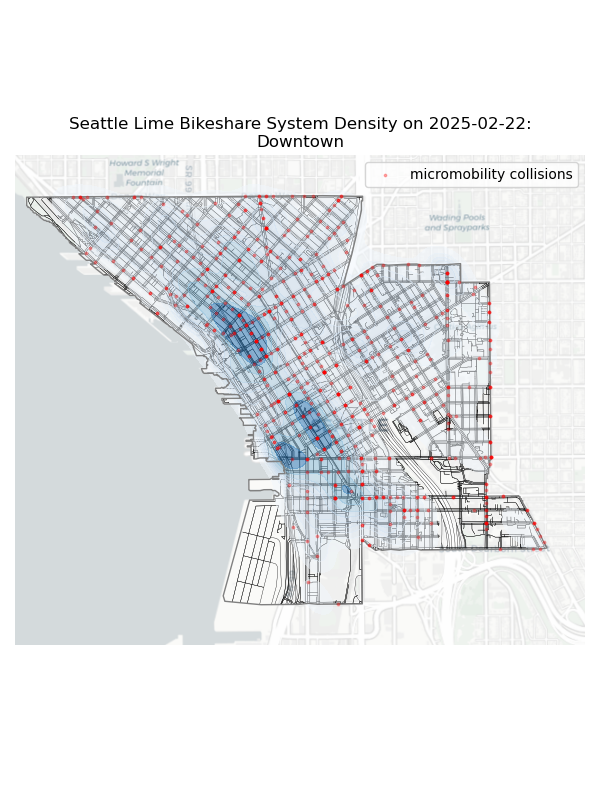 Seattle Lime Bikeshare System Density on 2025-02-22:
Downtown
Howard S Wright
Memorial
Fountain
SR 99
micromobility collisions
Wading Pools
and Sprayparks